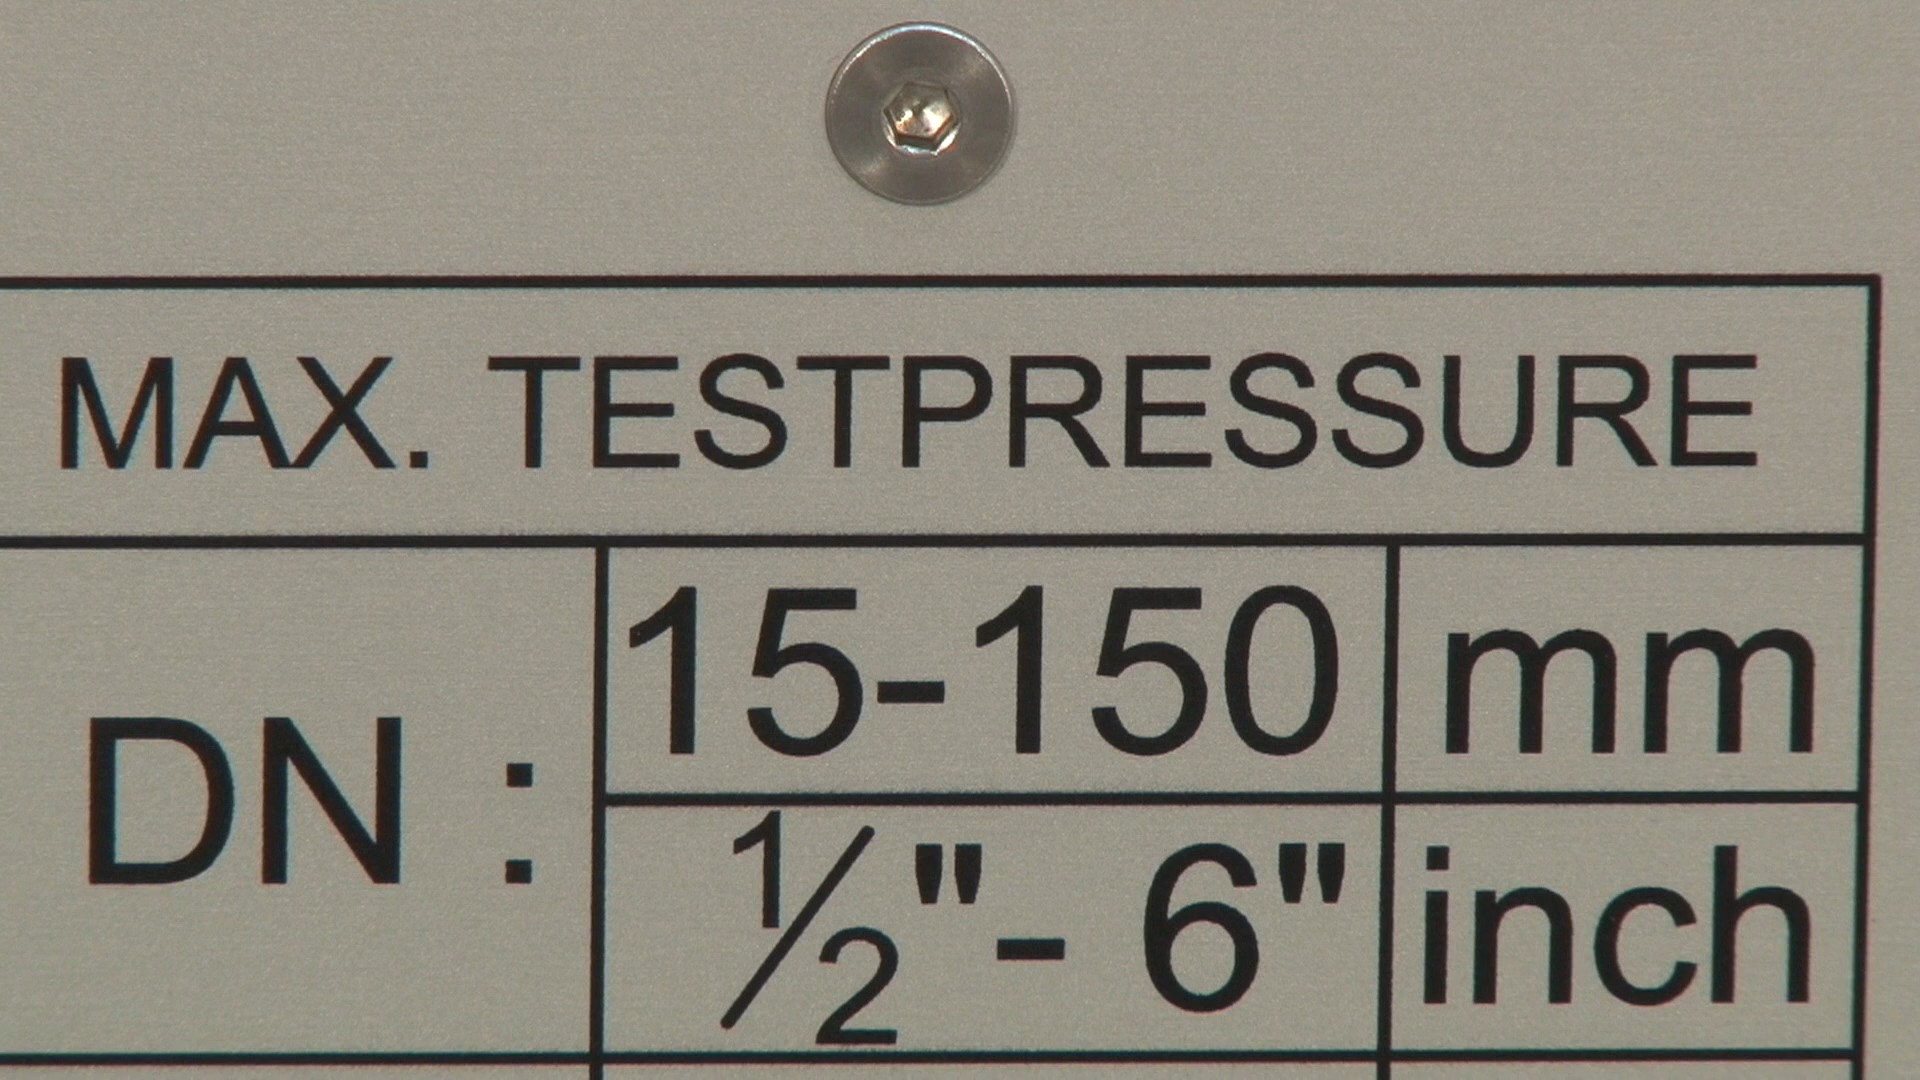 MAX. TESTPRESSURE
DN : 15-150 mm
½"- 6" inch